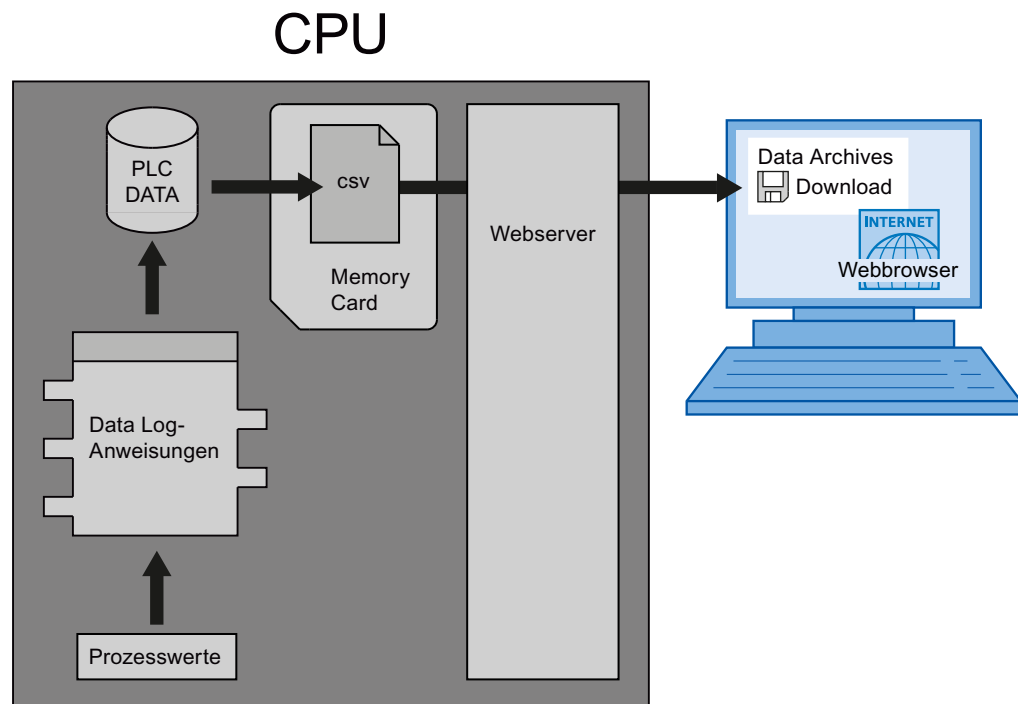 CPU
PLC
DATA
csv
Memory
Card
Webserver
Data Archives
Download
INTERNET
Webbrowser
Data Log-
Anweisungen
Prozesswerte